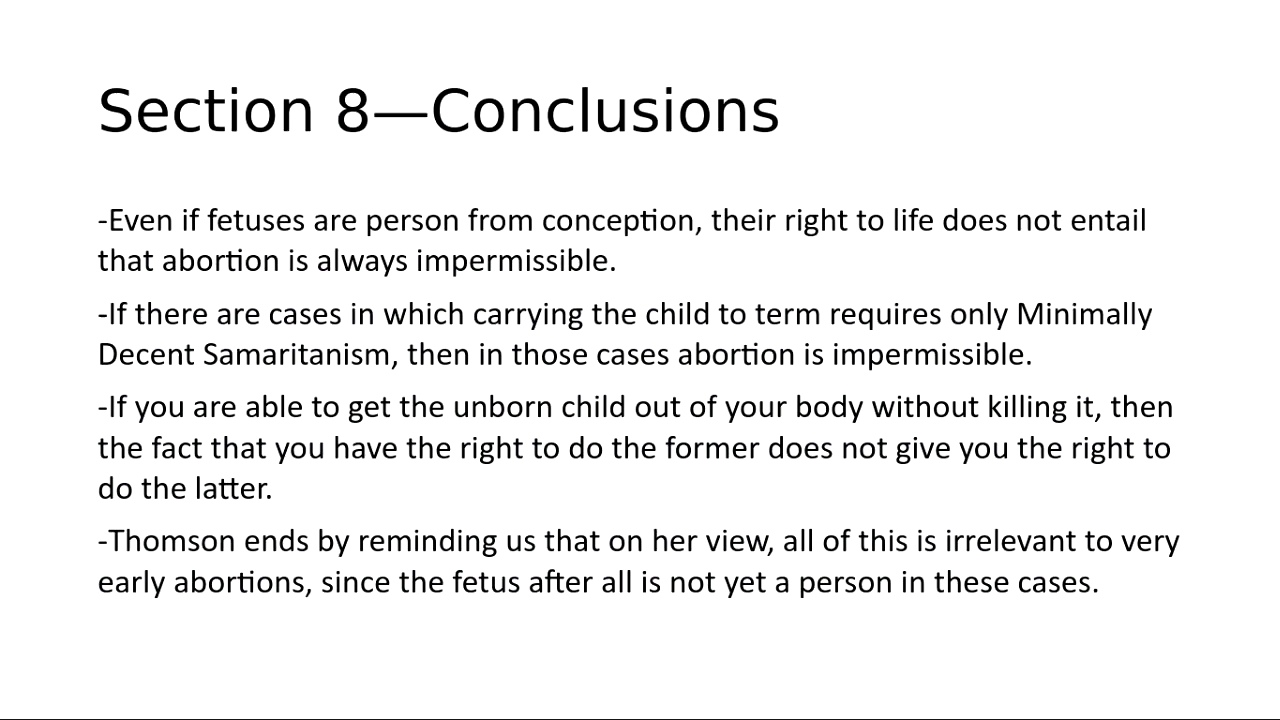 Section 8—Conclusions
-Even if fetuses are person from conception, their right to life does not entail
that abortion is always impermissible.
-If there are cases in which carrying the child to term requires only Minimally
Decent Samaritanism, then in those cases abortion is impermissible.
-If you are able to get the unborn child out of your body without killing it, then
the fact that you have the right to do the former does not give you the right to
do the latter.
-Thomson ends by reminding us that on her view, all of this is irrelevant to very
early abortions, since the fetus after all is not yet a person in these cases.